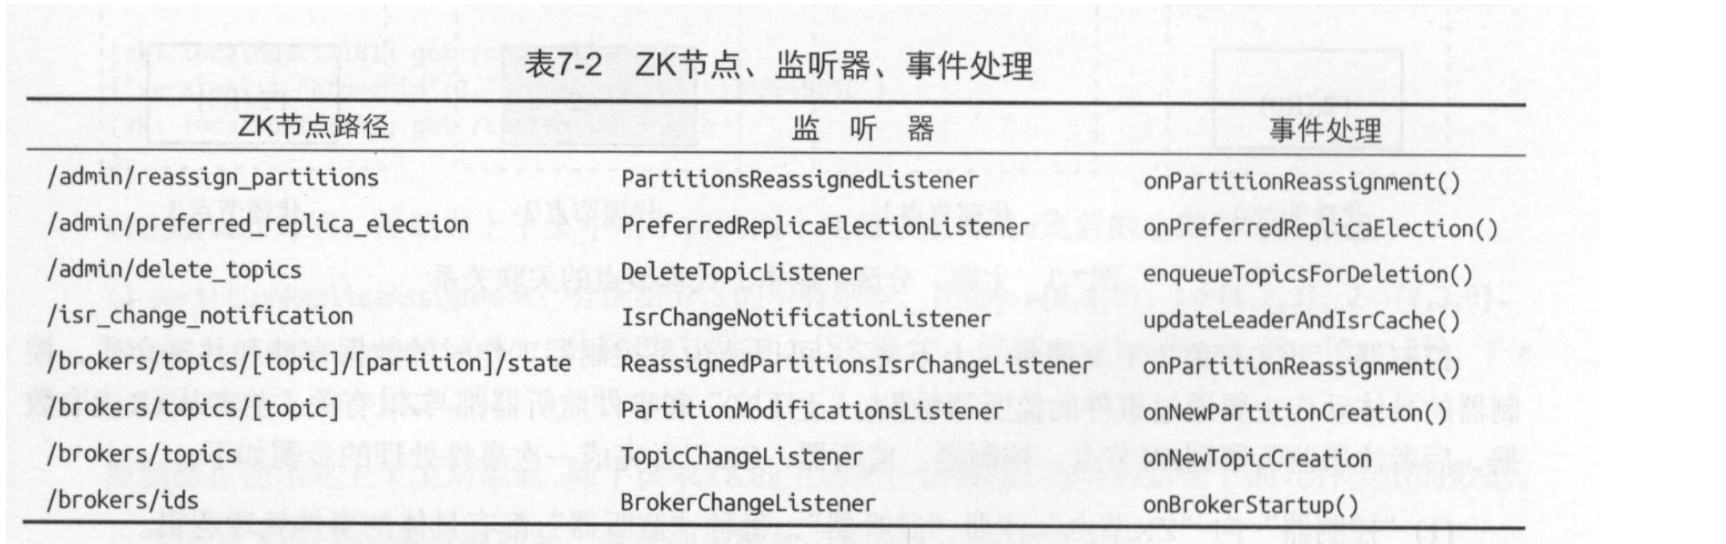 表7-2 ZK节点、监听器、事件处理
ZK节点路径 监听器 事件处理
/admin/reassign_partitions PartitionsReassignedListener onPartitionReassignment()
/admin/preferred_replica_election PreferredReplicaElectionListener onPreferredReplicaElection()
/admin/delete_topics DeleteTopicListener enqueueTopicsForDeletion()
/isr_change_notification IsrChangeNotificationListener updateLeaderAndIsrCache()
/brokers/topics/[topic]/[partition]/state ReassignedPartitionsIsrChangeListener onPartitionReassignment()
/brokers/topics/[topic] PartitionModificationsListener onNewPartitionCreation()
/brokers/topics TopicChangeListener onNewTopicCreation()
/brokers/ids BrokerChangeListener onBrokerStartup()